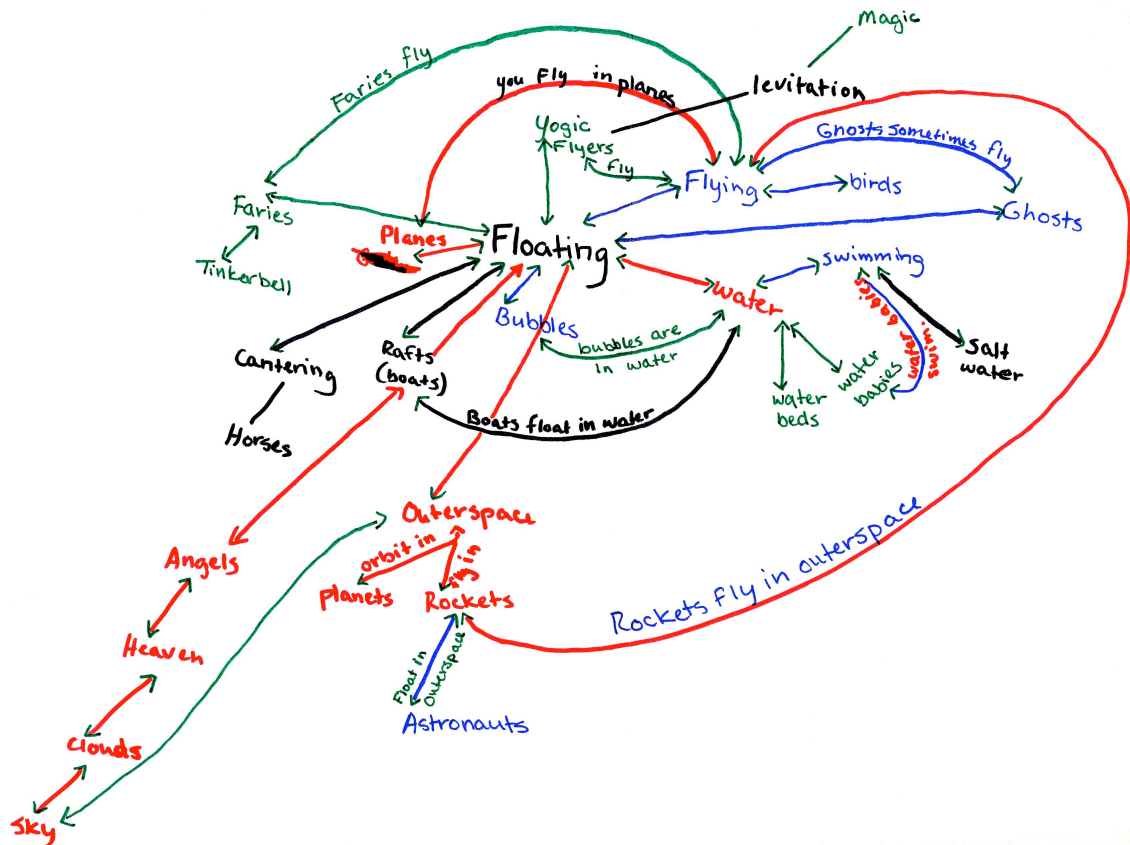 Magic
Faries fly
you Fly in planes
levitation
Yogic
Flyers
fly
Ghosts sometimes fly
Flying
birds
Ghosts
Faries
Planes
Floating
Tinkerbell
swimming
water
Bubbles
bubbles are
in water
water babies
swim.
Salt
water
Cantering
Rafts
(boats)
water
babies
water
beds
Horses
Boats float in water
Outerspace
orbit in
fly in
Angels
planets
Rockets
Rockets fly in outerspace
Heaven
Float in
Outerspace
Astronauts
Clouds
Sky